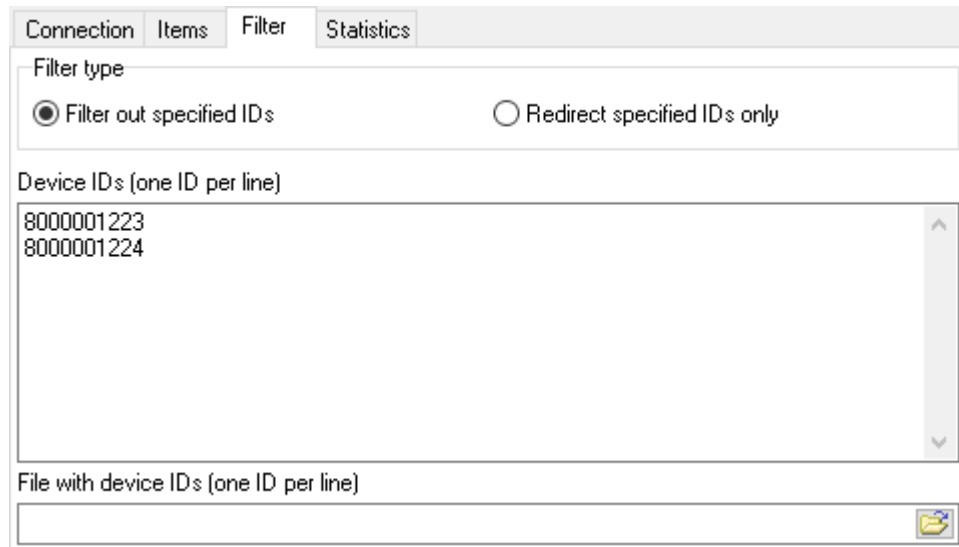 Connection Items Filter Statistics
Filter type
Filter out specified IDs Redirect specified IDs only
Device IDs (one ID per line)
8000001223
8000001224
File with device IDs (one ID per line)